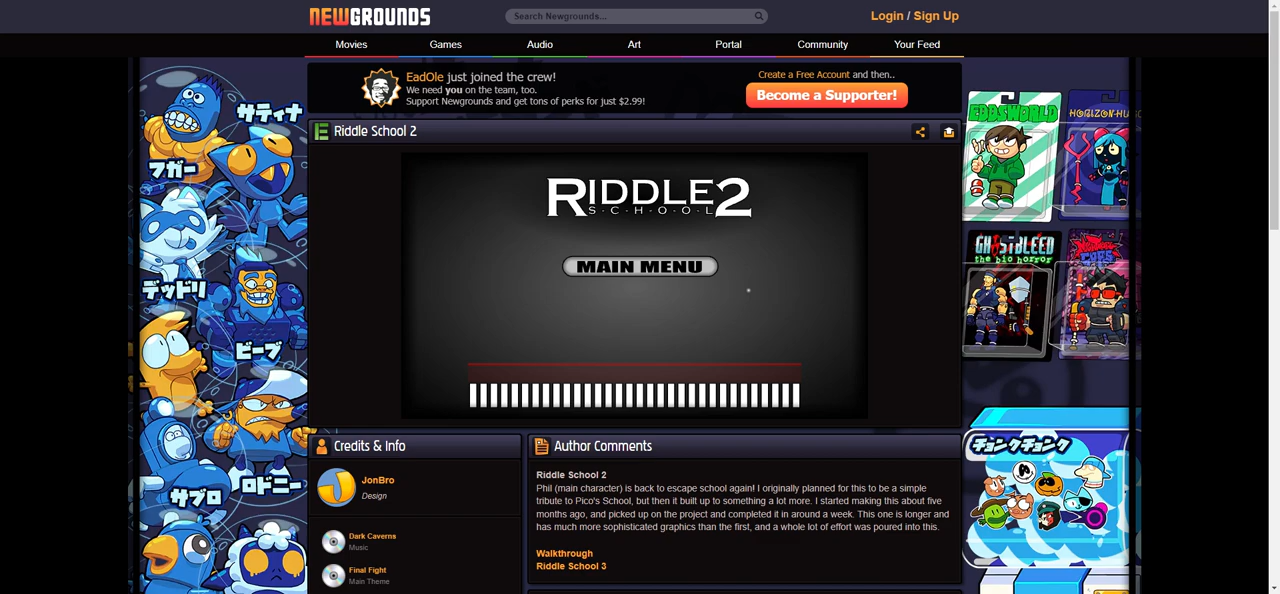 NEWGROUNDS
Search Newgrounds...
Login / Sign Up
Movies
Games
Audio
Art
Portal
Community
Your Feed
EadOle just joined the crew!
We need you on the team, too.
Support Newgrounds and get tons of perks for just $2.99!
Create a Free Account and then..
Become a Supporter!
E Riddle School 2
RIDDLE 2
S·C·H·O·O·L
MAIN MENU
サティナ
フガー
デッドリ
ビーブ
サブロ
ロドニー
EDDSWORLD
GHOSTBLEED
the bio horror
チョンクチョンク
Credits & Info
JonBro
Design
Dark Caverns
Music
Final Fight
Main Theme
Author Comments
Riddle School 2
Phil (main character) is back to escape school again! I originally planned for this to be a simple
tribute to Pico's School, but then it built up to something a lot more. I started making this about five
months ago, and picked up on the project and completed it in around a week. This one is longer and
has much more sophisticated graphics than the first, and a whole lot of effort was poured into this.
Walkthrough
Riddle School 3